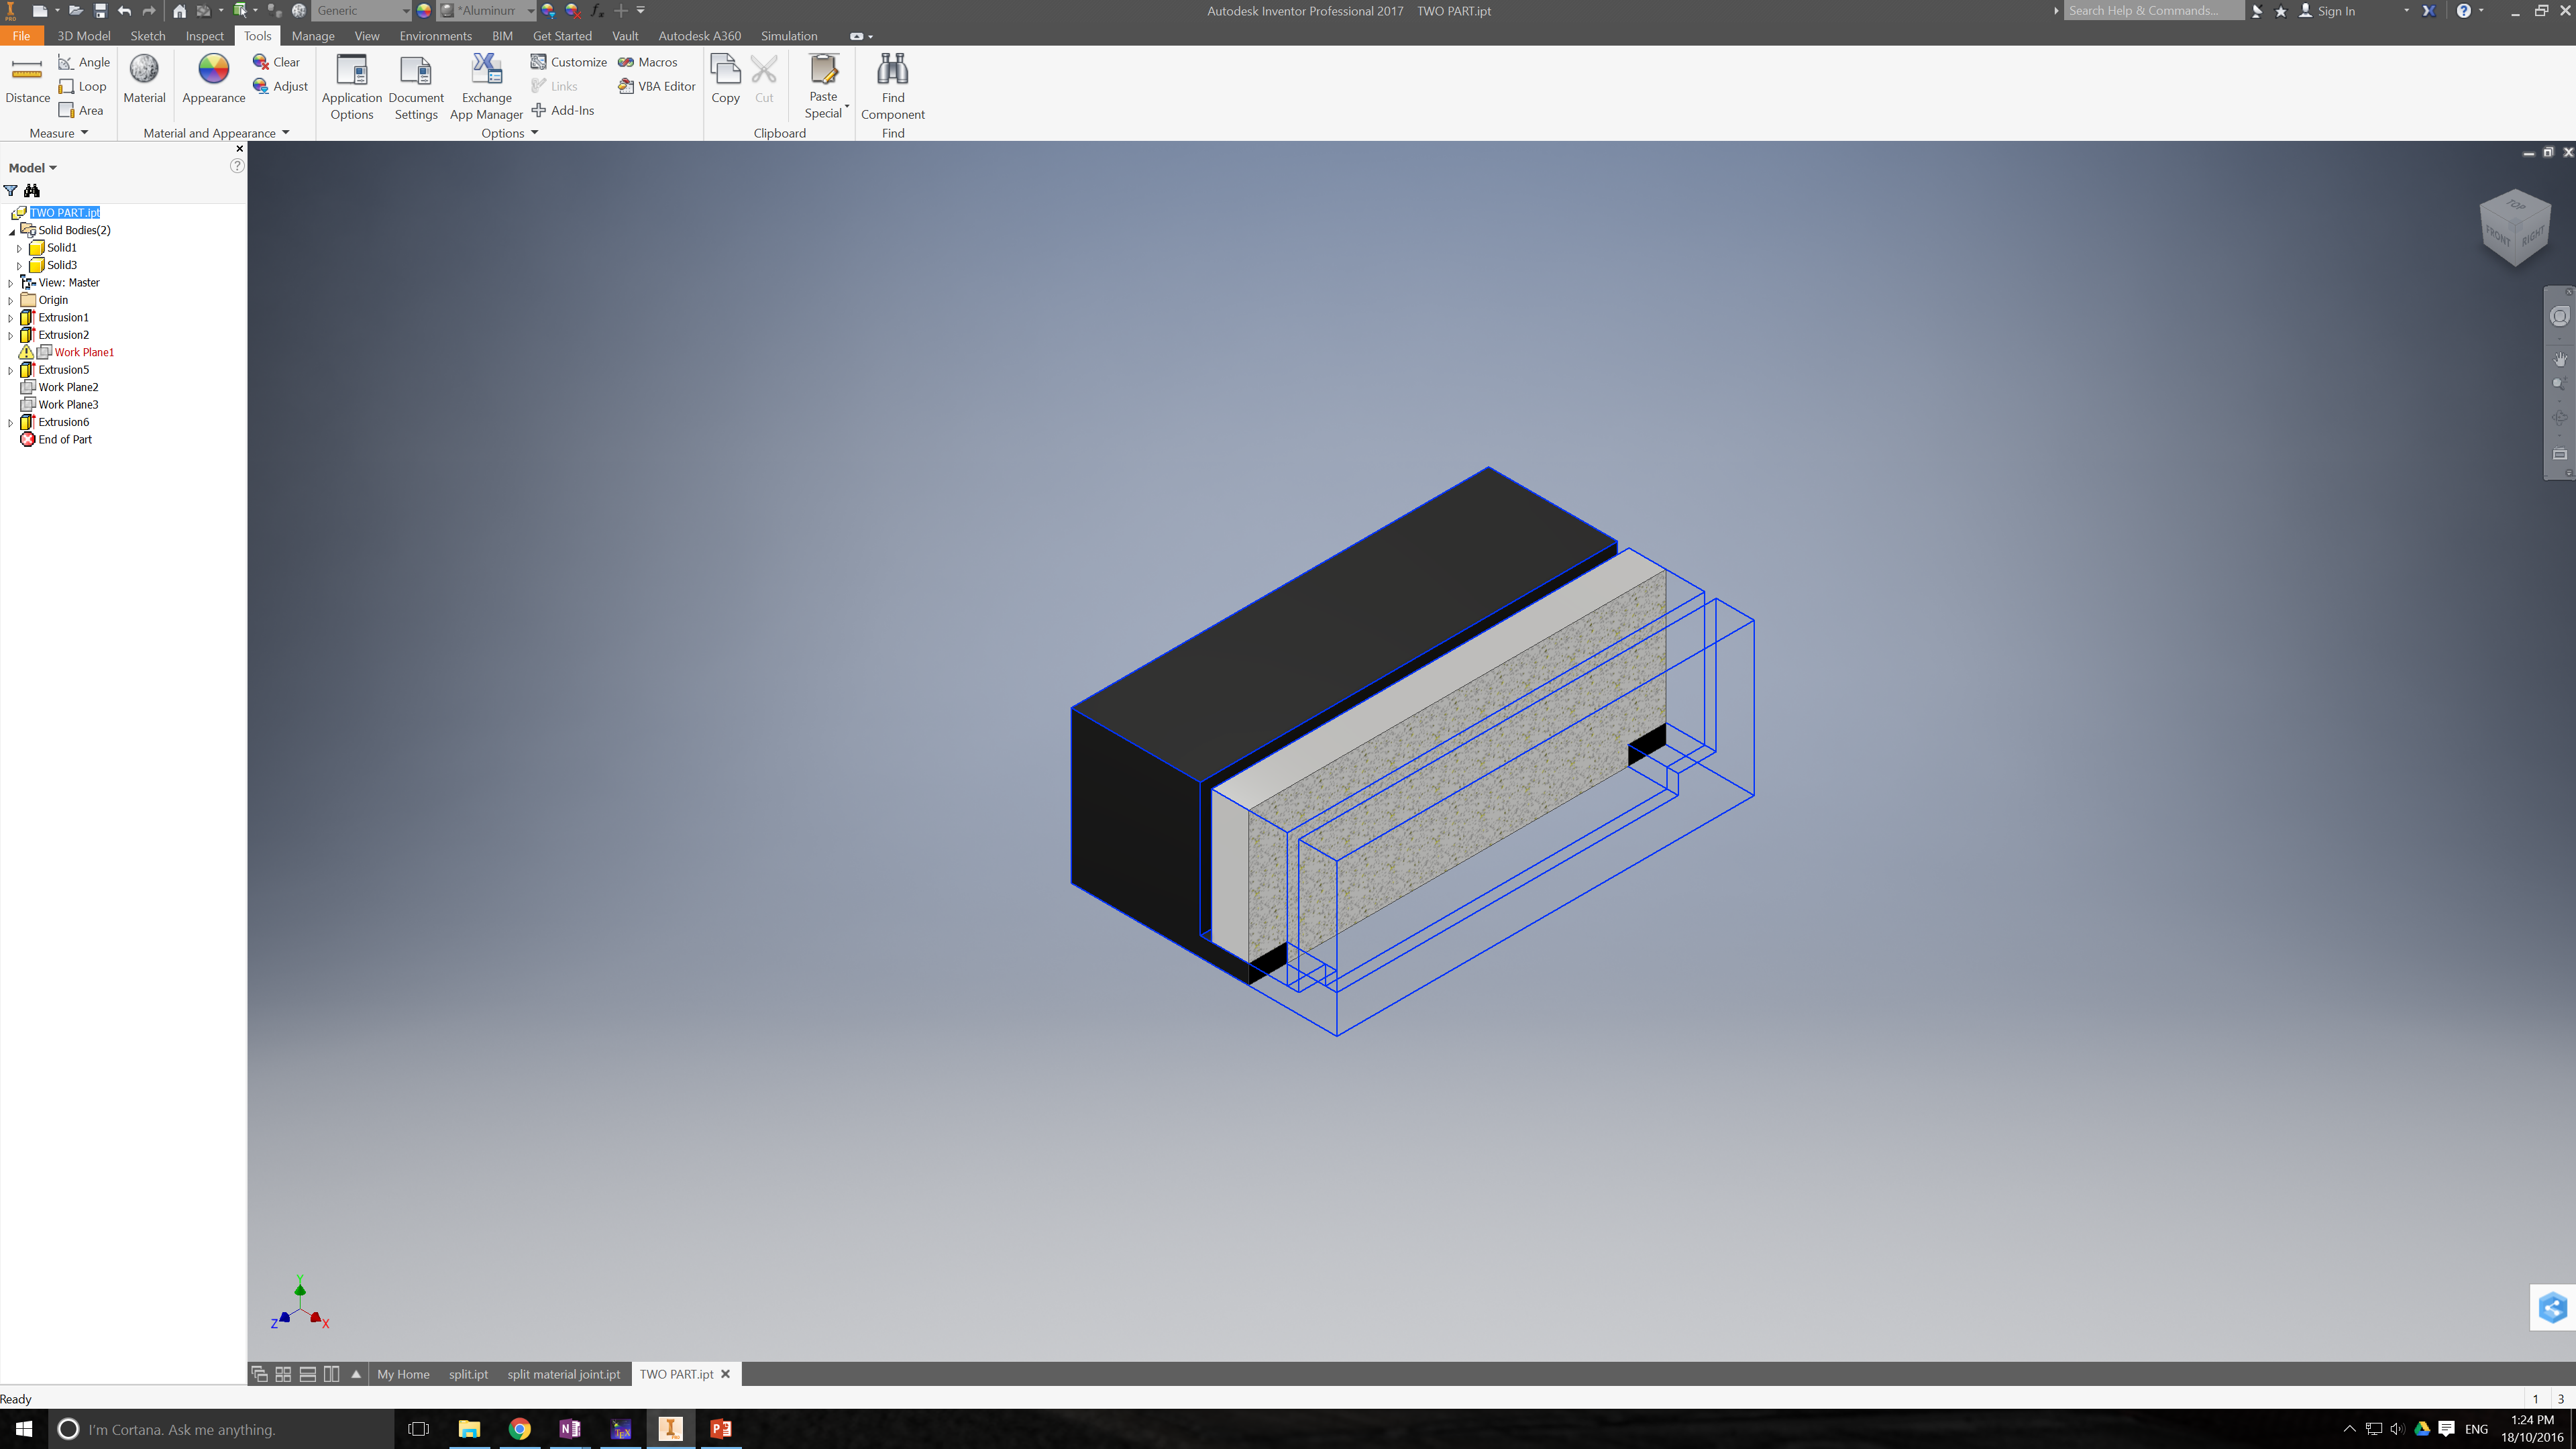 PRO
Generic
*Aluminum
fx
Autodesk Inventor Professional 2017 TWO PART.ipt
Search Help & Commands...
Sign In
File 3D Model Sketch Inspect Tools Manage View Environments BIM Get Started Vault Autodesk A360 Simulation
Distance
Angle
Loop
Area
Measure
Material
Appearance
Clear
Adjust
Material and Appearance
Application Options
Document Settings
Exchange App Manager
Customize
Links
Add-Ins
Macros
VBA Editor
Options
Copy
Cut
Paste Special
Clipboard
Find Component
Find
Model
TWO PART.ipt
Solid Bodies(2)
Solid1
Solid3
View: Master
Origin
Extrusion1
Extrusion2
Work Plane1
Extrusion5
Work Plane2
Work Plane3
Extrusion6
End of Part
TOP
FRONT
RIGHT
Y
Z
X
My Home split.ipt split material joint.ipt TWO PART.ipt
Ready
1 3
I'm Cortana. Ask me anything.
ENG
1:24 PM
18/10/2016